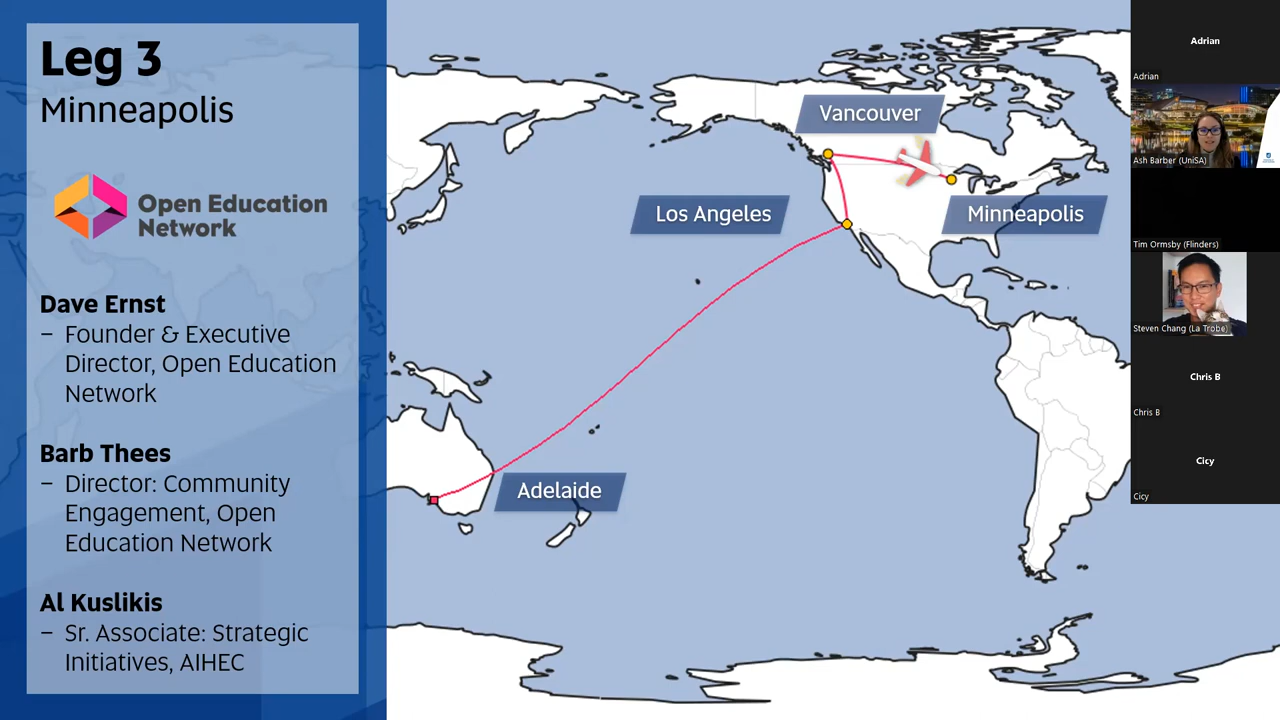 Leg 3
Minneapolis
Open Education
Network
Dave Ernst
– Founder & Executive
Director, Open Education
Network
Barb Thees
– Director: Community
Engagement, Open
Education Network
Al Kuslikis
– Sr. Associate: Strategic
Initiatives, AIHEC
Vancouver
Los Angeles
Minneapolis
Adelaide
Adrian
Adrian
Ash Barber (UniSA)
Tim Ormsby (Flinders)
Steven Chang (La Trobe)
Chris B
Chris B
Cicy
Cicy